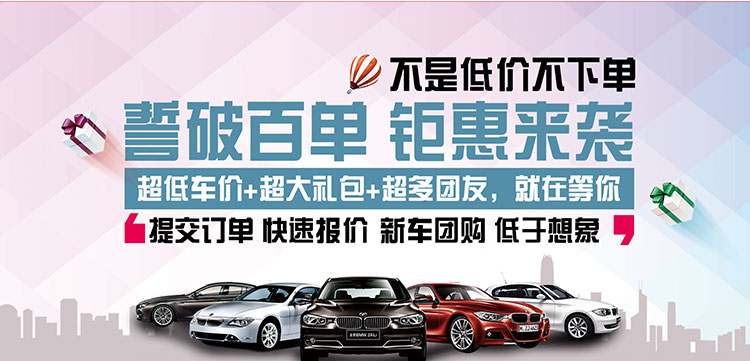 不是低价不下单
誓破百单 钜惠来袭
超低车价+超大礼包+超多团友，就在等你
提交订单 快速报价 新车团购 低于想象